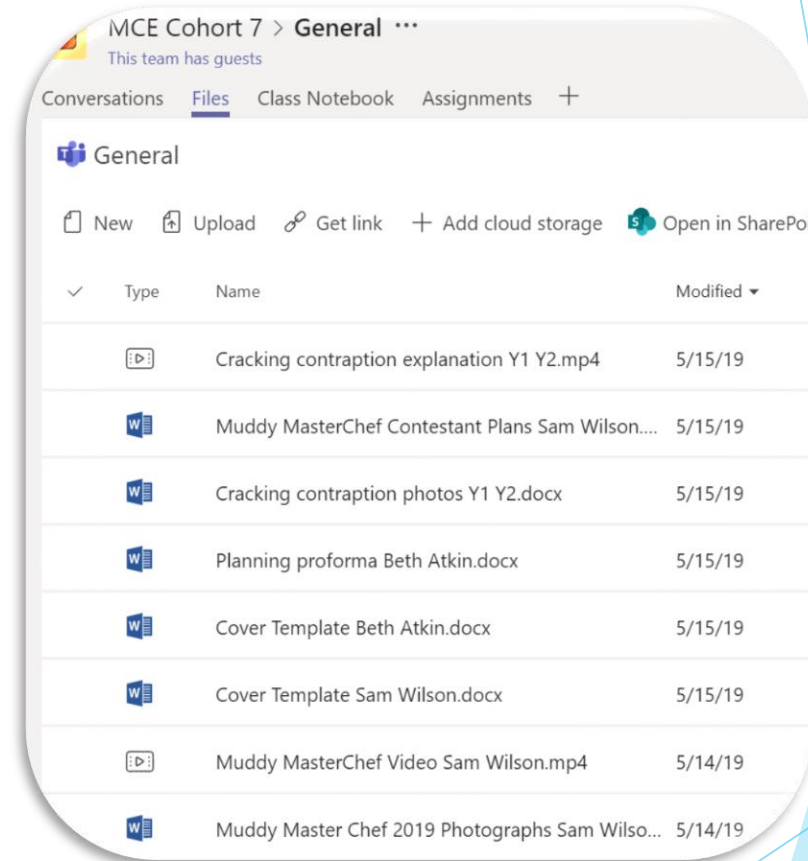 MCE Cohort 7 > General ...
This team has guests
Conversations Files Class Notebook Assignments +
General
New Upload Get link + Add cloud storage Open in SharePo
Type Name Modified
Cracking contraption explanation Y1 Y2.mp4 5/15/19
Muddy MasterChef Contestant Plans Sam Wilson.... 5/15/19
Cracking contraption photos Y1 Y2.docx 5/15/19
Planning proforma Beth Atkin.docx 5/15/19
Cover Template Beth Atkin.docx 5/15/19
Cover Template Sam Wilson.docx 5/15/19
Muddy MasterChef Video Sam Wilson.mp4 5/14/19
Muddy Master Chef 2019 Photographs Sam Wilso... 5/14/19